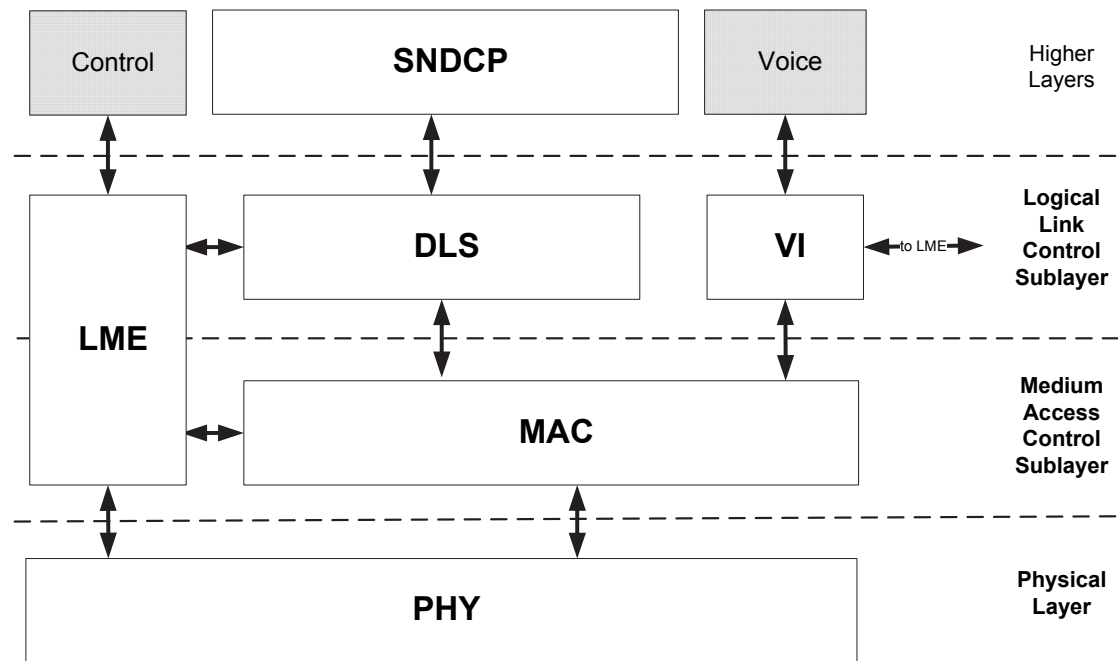 Control
SNDCP
Voice
Higher
Layers
DLS
VI
to LME
Logical
Link
Control
Sublayer
LME
MAC
Medium
Access
Control
Sublayer
PHY
Physical
Layer